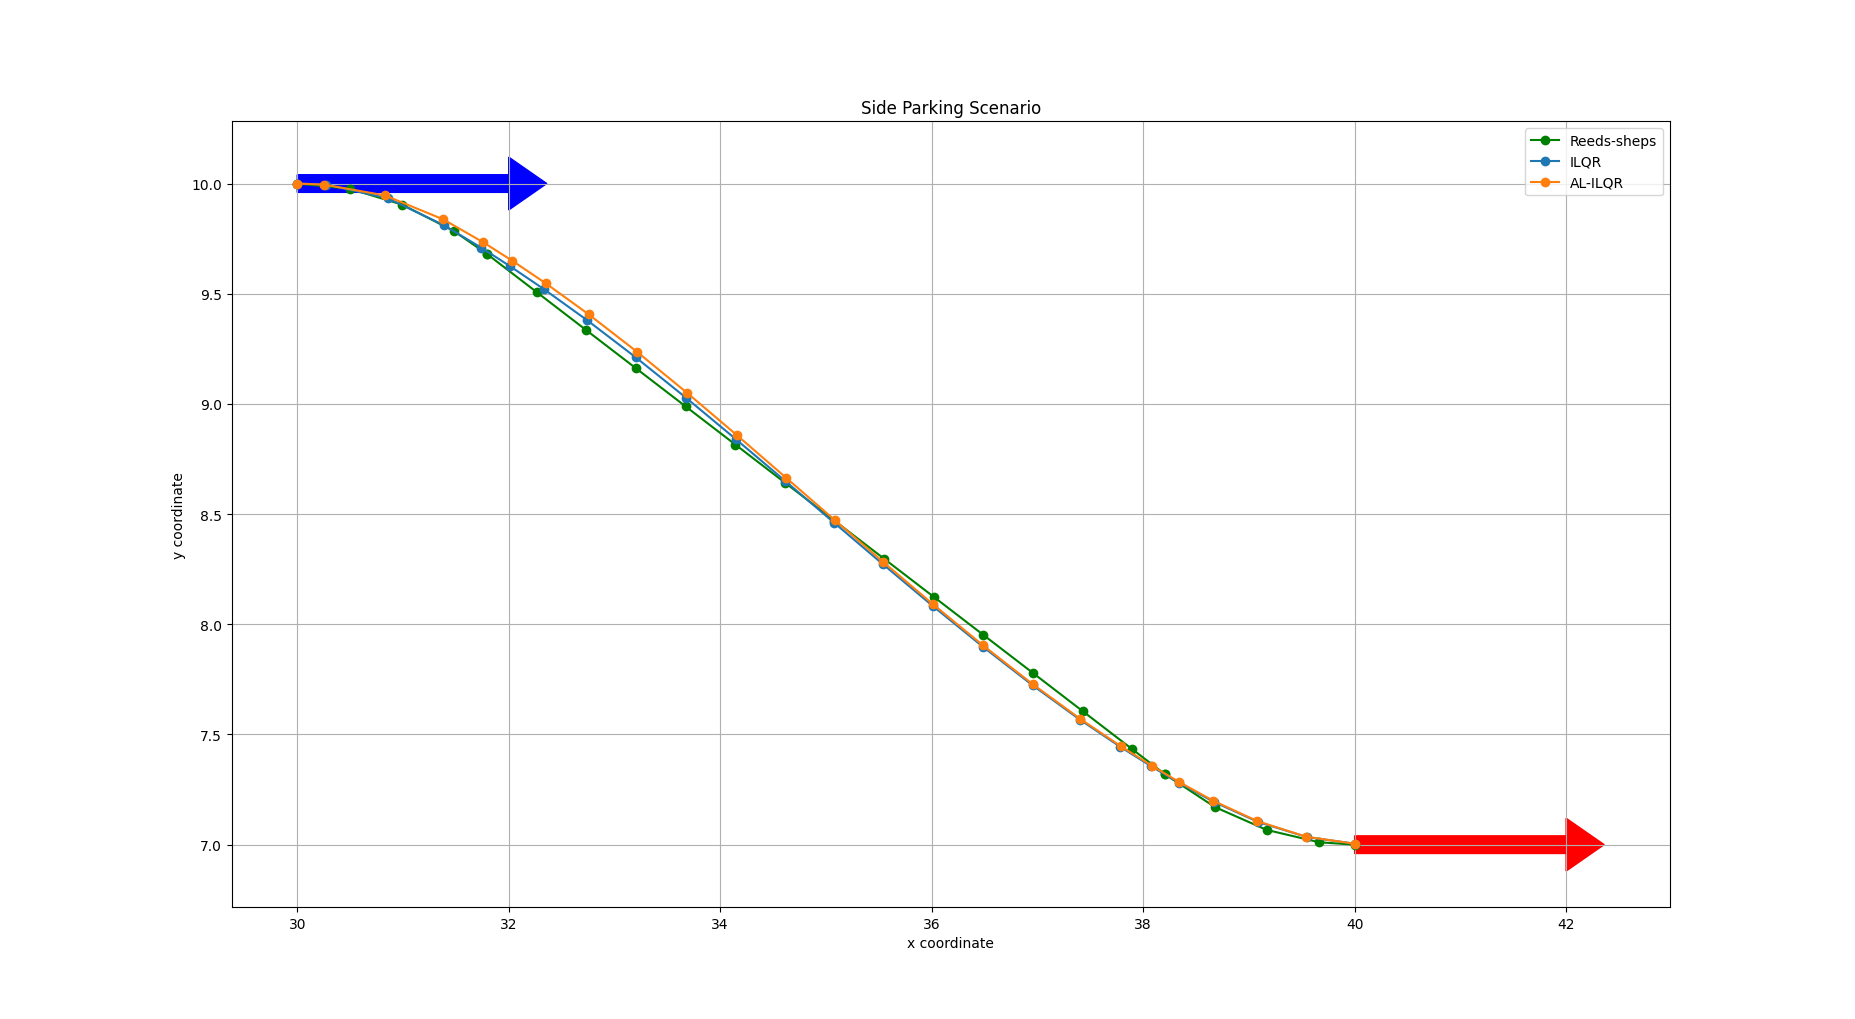 Side Parking Scenario
Reeds-sheps
ILQR
AL-ILQR
y coordinate
10.0
9.5
9.0
8.5
8.0
7.5
7.0
30 32 34 36 38 40 42
x coordinate